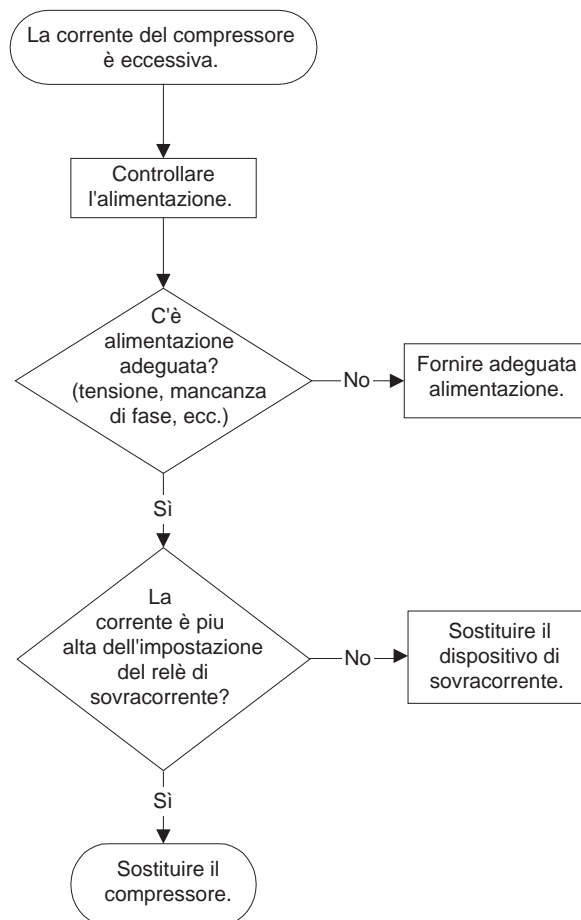 La corrente del compressore
è eccessiva.
Controllare
l'alimentazione.
C'è
alimentazione
adeguata?
(tensione, mancanza
di fase, ecc.)
No
Fornire adeguata
alimentazione.
Sì
La
corrente è piu
alta dell'impostazione
del relè di
sovracorrente?
No
Sostituire il
dispositivo di
sovracorrente.
Sì
Sostituire il
compressore.